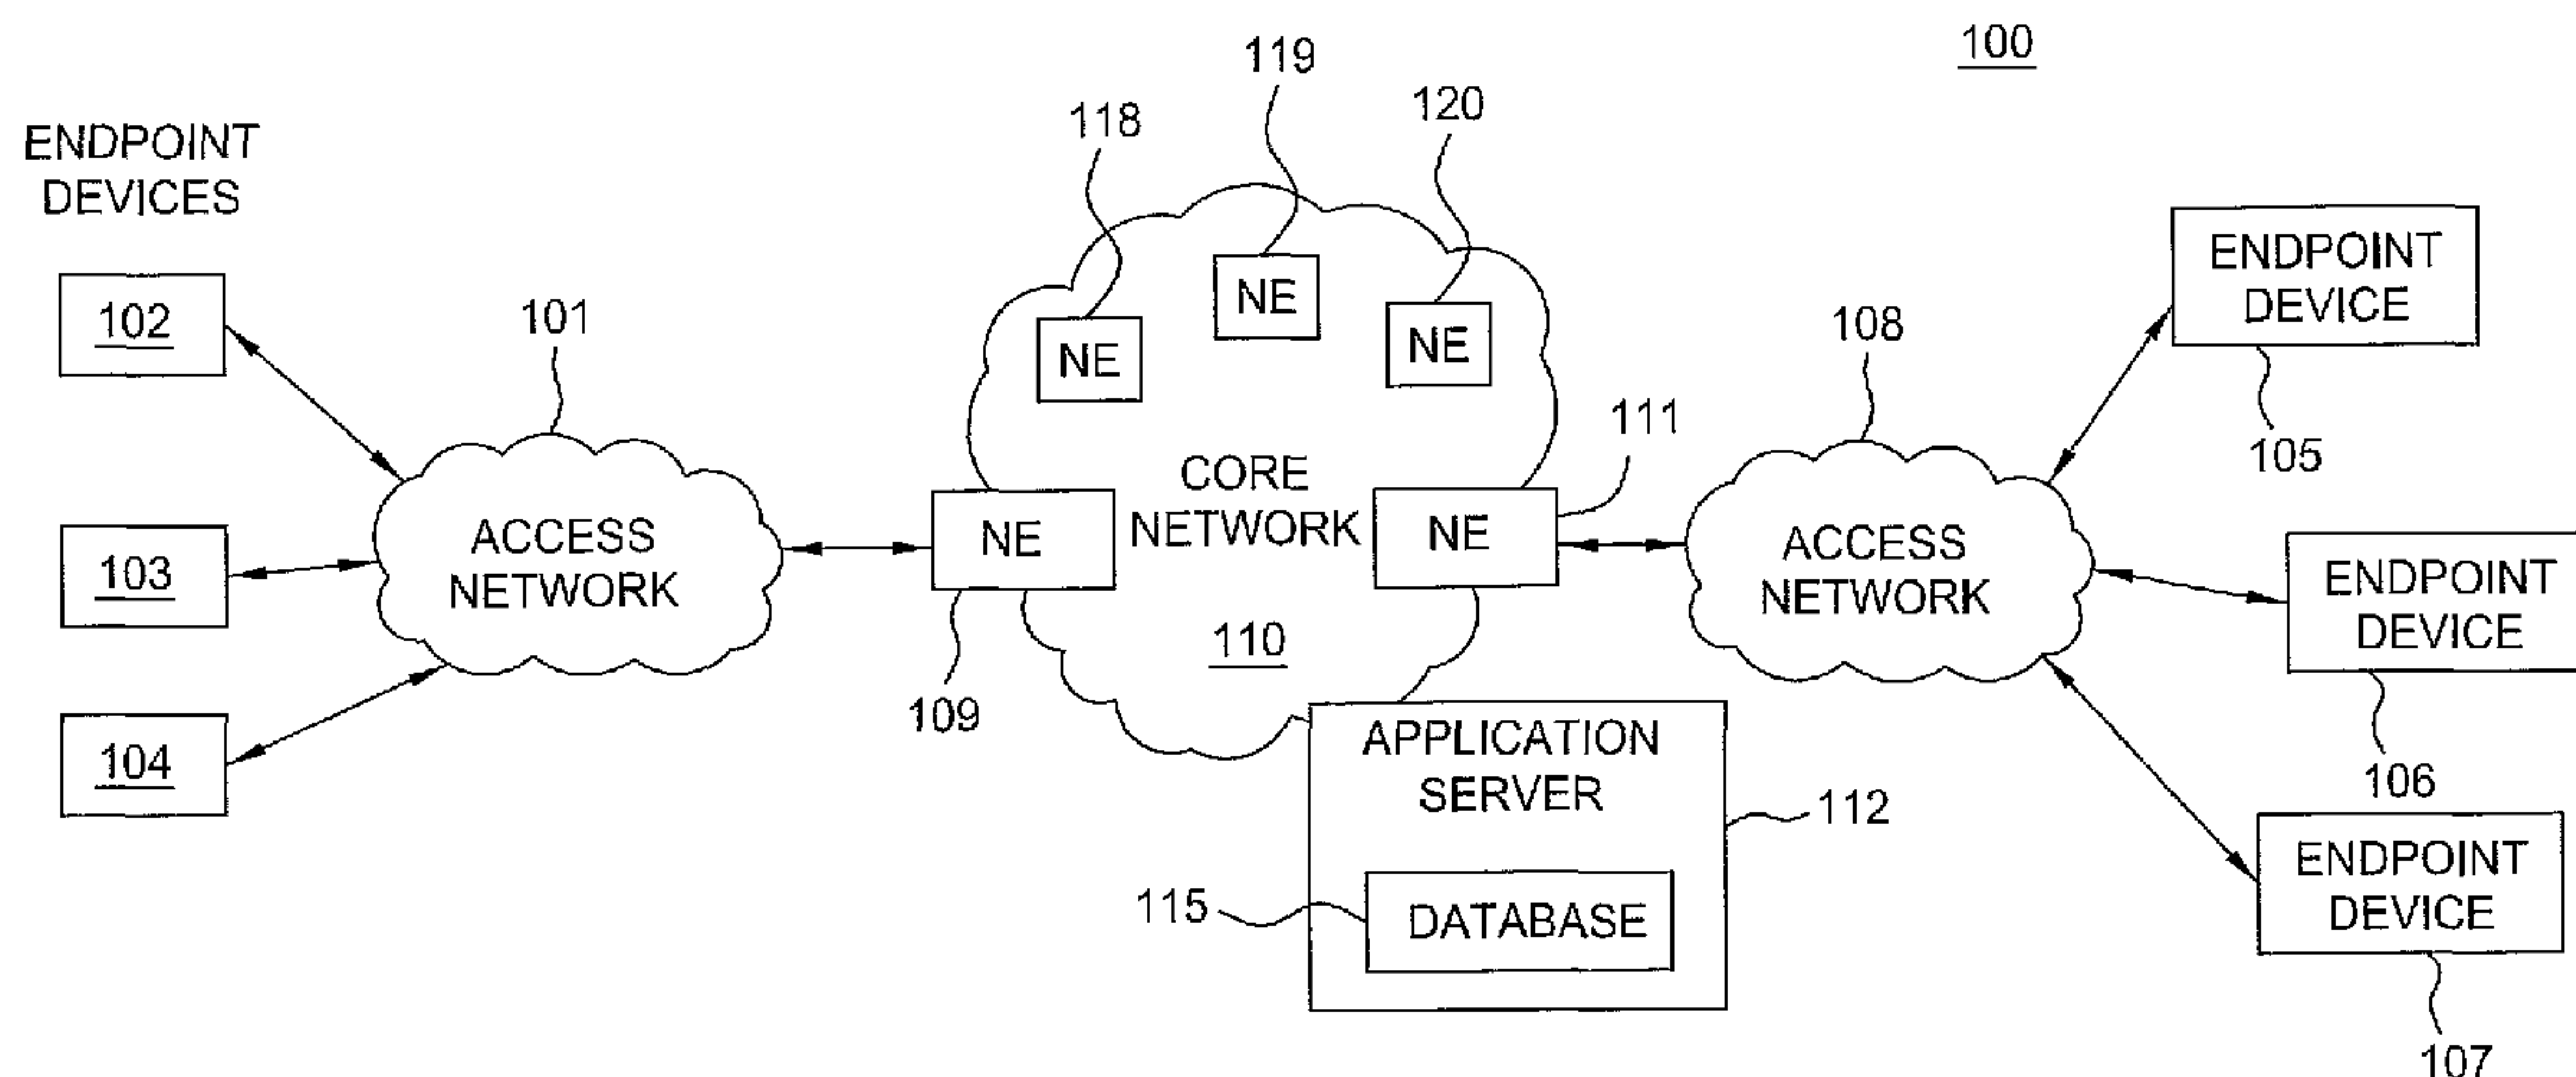 100
119
120
118
ENDPOINT
DEVICES
102
103
104
101
ACCESS
NETWORK
NE
NE
NE
CORE
NETWORK
NE
109
NE
111
110
APPLICATION
SERVER
112
115
DATABASE
108
ACCESS
NETWORK
ENDPOINT
DEVICE
105
ENDPOINT
DEVICE
106
ENDPOINT
DEVICE
107